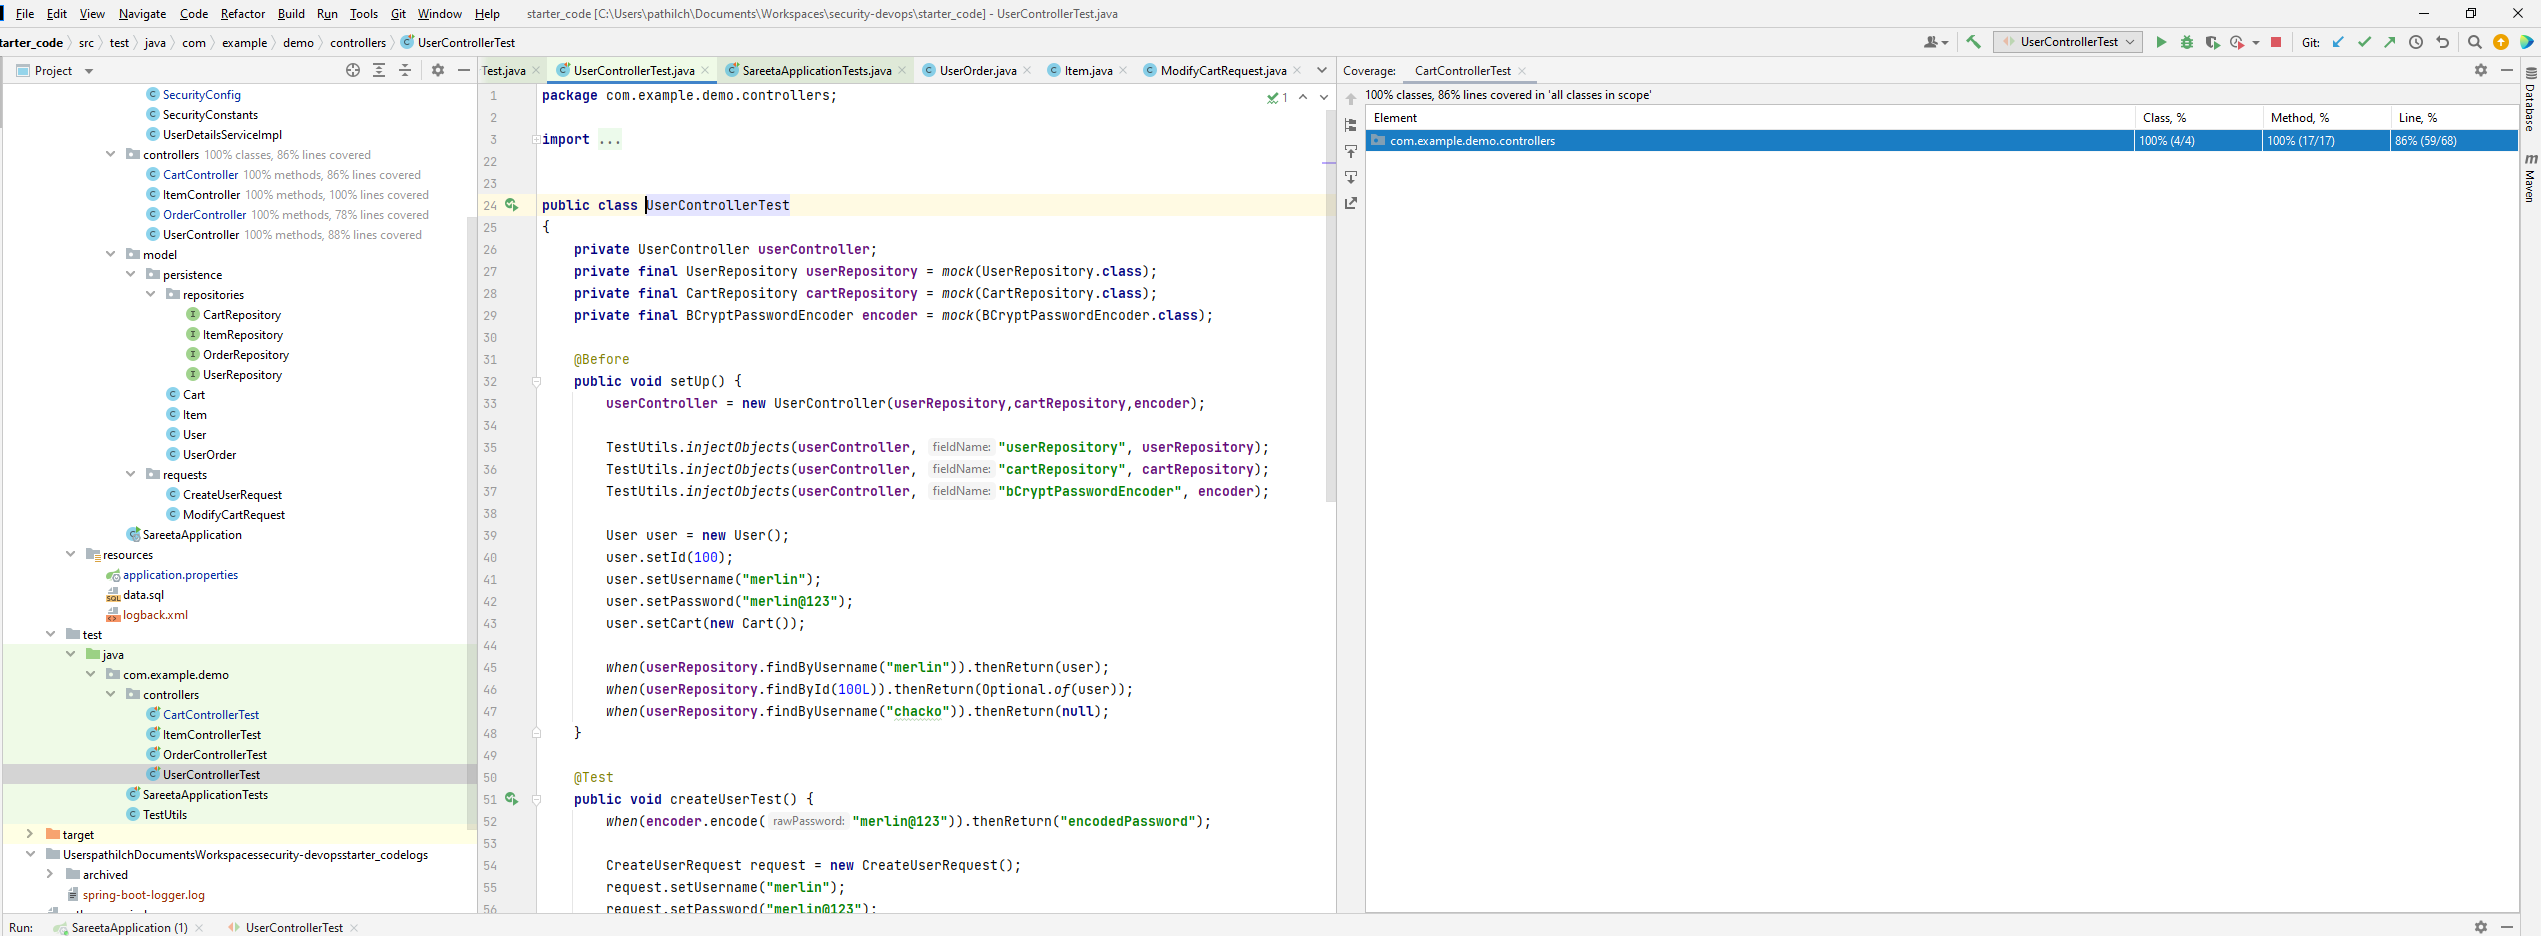 File Edit View Navigate Code Refactor Build Run Tools Git Window Help starter_code [C:\Users\pathilch\Documents\Workspaces\security-devops\starter_code] - UserControllerTest.java
tarter_code src test java com example demo controllers UserControllerTest
UserControllerTest
Git:
Project
Test.java UserControllerTest.java SareetaApplicationTests.java UserOrder.java Item.java ModifyCartRequest.java
SecurityConfig
SecurityConstants
UserDetailsServiceImpl
controllers 100% classes, 86% lines covered
CartController 100% methods, 86% lines covered
ItemController 100% methods, 100% lines covered
OrderController 100% methods, 78% lines covered
UserController 100% methods, 88% lines covered
model
persistence
repositories
CartRepository
ItemRepository
OrderRepository
UserRepository
Cart
Item
User
UserOrder
requests
CreateUserRequest
ModifyCartRequest
SareetaApplication
resources
application.properties
data.sql
logback.xml
test
java
com.example.demo
controllers
CartControllerTest
ItemControllerTest
OrderControllerTest
UserControllerTest
SareetaApplicationTests
TestUtils
target
UserspathilchDocumentsWorkspacessecurity-devopsstarter_codelogs
archived
spring-boot-logger.log
1 package com.example.demo.controllers;
2
3 import ...
22
23
24 public class UserControllerTest
25 {
26 private UserController userController;
27 private final UserRepository userRepository = mock(UserRepository.class);
28 private final CartRepository cartRepository = mock(CartRepository.class);
29 private final BCryptPasswordEncoder encoder = mock(BCryptPasswordEncoder.class);
30
31 @Before
32 public void setUp() {
33 userController = new UserController(userRepository,cartRepository,encoder);
34
35 TestUtils.injectObjects(userController, fieldName: "userRepository", userRepository);
36 TestUtils.injectObjects(userController, fieldName: "cartRepository", cartRepository);
37 TestUtils.injectObjects(userController, fieldName: "bCryptPasswordEncoder", encoder);
38
39 User user = new User();
40 user.setId(100);
41 user.setUsername("merlin");
42 user.setPassword("merlin@123");
43 user.setCart(new Cart());
44
45 when(userRepository.findByUsername("merlin")).thenReturn(user);
46 when(userRepository.findById(100L)).thenReturn(Optional.of(user));
47 when(userRepository.findByUsername("chacko")).thenReturn(null);
48 }
49
50 @Test
51 public void createUserTest() {
52 when(encoder.encode( rawPassword: "merlin@123")).thenReturn("encodedPassword");
53
54 CreateUserRequest request = new CreateUserRequest();
55 request.setUsername("merlin");
56 request.setPassword("merlin@123");
1
Coverage: CartControllerTest
100% classes, 86% lines covered in 'all classes in scope'
Element Class, % Method, % Line, %
com.example.demo.controllers 100% (4/4) 100% (17/17) 86% (59/68)
Database
Maven
Run: SareetaApplication (1) UserControllerTest